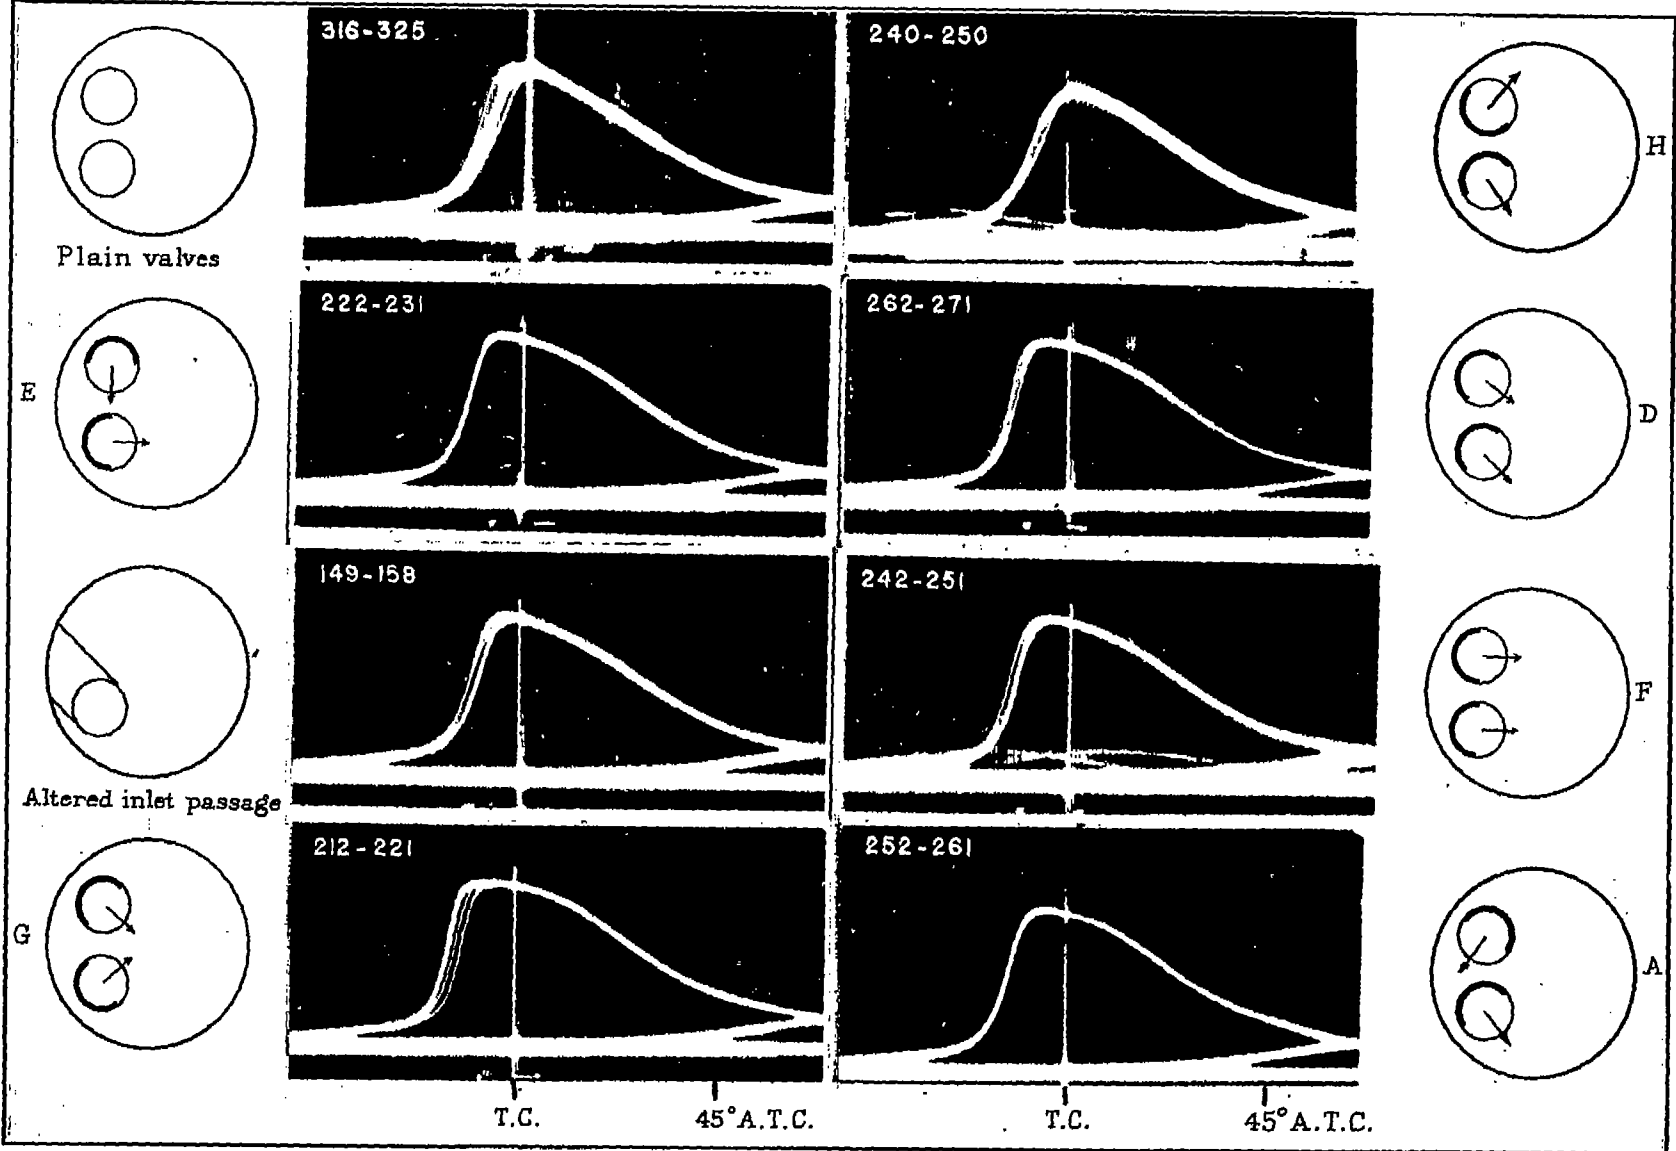 316-325
240-250
H
Plain valves
222-231
262-271
E
D
149-158
242-251
F
Altered inlet passage
212-221
252-261
G
A
T.C.
45°A.T.C.
T.C.
45°A.T.C.